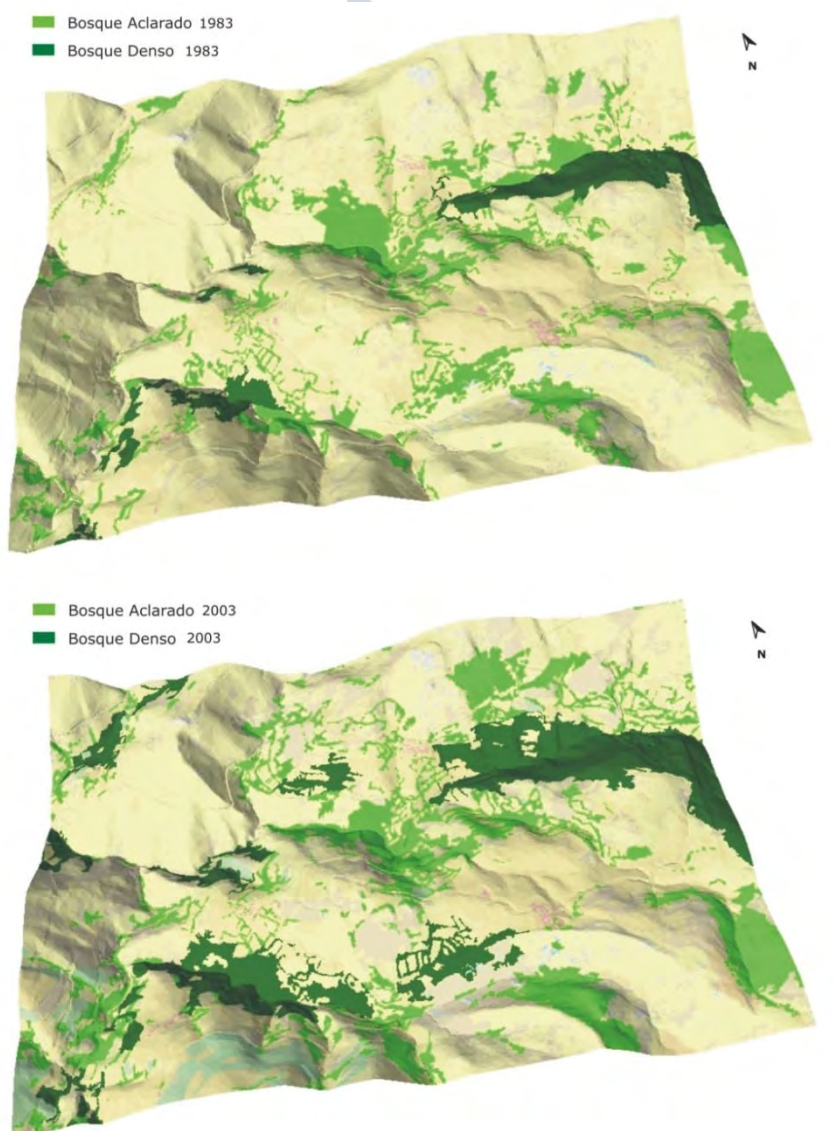 Bosque Aclarado 1983
Bosque Denso 1983
N
Bosque Aclarado 2003
Bosque Denso 2003
N